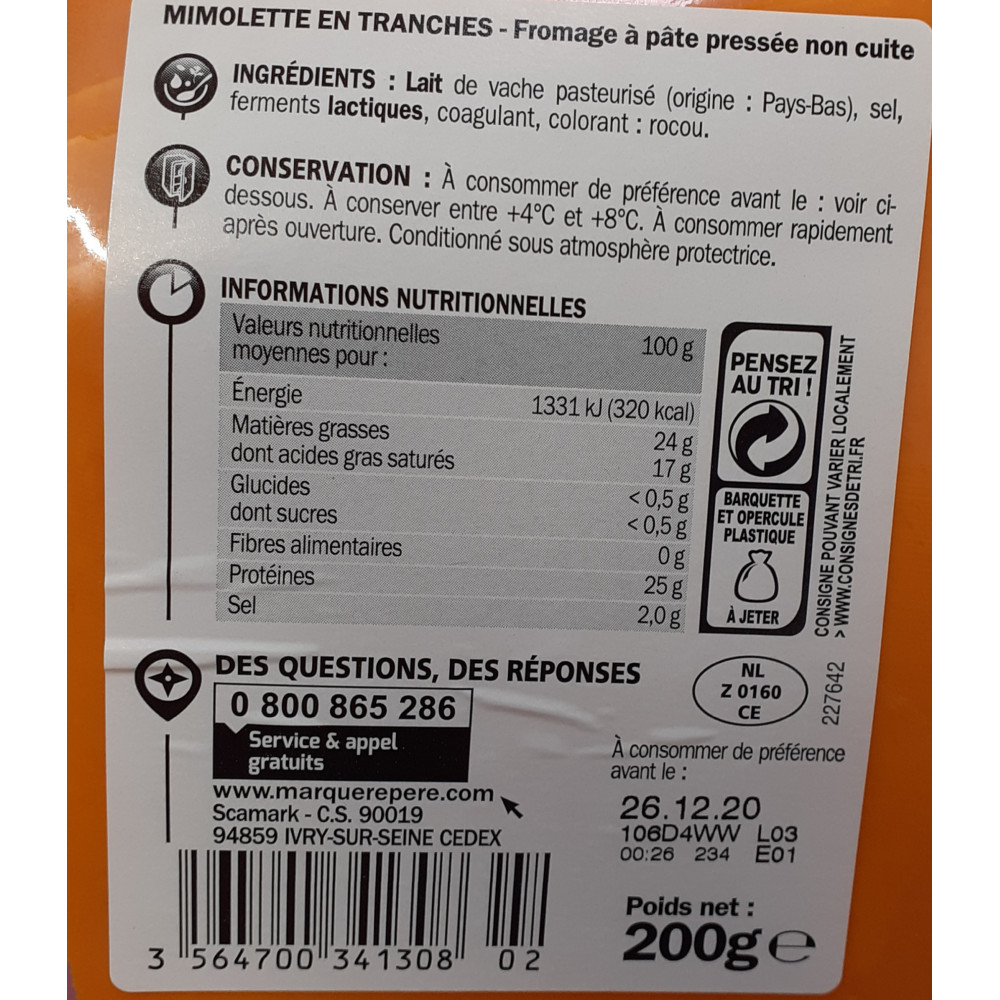 MIMOLETTE EN TRANCHES - Fromage à pâte pressée non cuite
INGRÉDIENTS : Lait de vache pasteurisé (origine : Pays-Bas), sel,
ferments lactiques, coagulant, colorant : rocou.
CONSERVATION : À consommer de préférence avant le : voir ci-
dessous. À conserver entre +4°C et +8°C. À consommer rapidement
après ouverture. Conditionné sous atmosphère protectrice.
INFORMATIONS NUTRITIONNELLES
Valeurs nutritionnelles
moyennes pour : 100 g
Énergie 1331 kJ (320 kcal)
Matières grasses 24 g
dont acides gras saturés 17 g
Glucides < 0,5 g
dont sucres < 0,5 g
Fibres alimentaires 0 g
Protéines 25 g
Sel 2,0 g
PENSEZ
AU TRI !
BARQUETTE
ET OPERCULE
PLASTIQUE
À JETER
CONSIGNE POUVANT VARIER LOCALEMENT
> WWW.CONSIGNESDETRI.FR
DES QUESTIONS, DES RÉPONSES
0 800 865 286
Service & appel
gratuits
www.marquerepere.com
Scamark - C.S. 90019
94859 IVRY-SUR-SEINE CEDEX
NL
Z 0160
CE
227642
À consommer de préférence
avant le :
26.12.20
106D4WW L03
00:26 234 E01
Poids net :
200g e
3 564700 341308 02